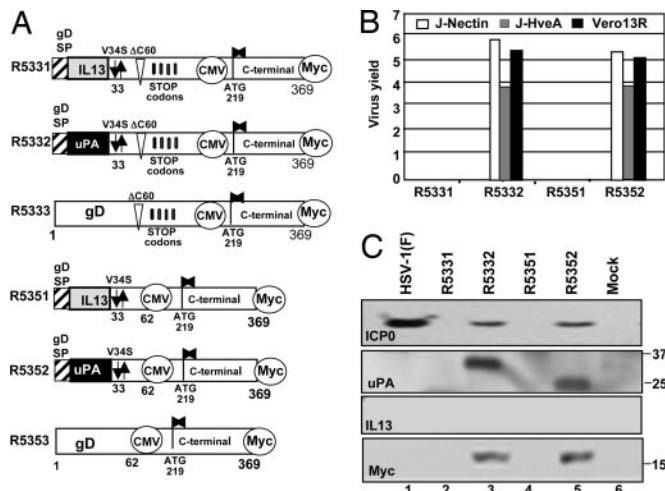 A
gD
SP V34S ΔC60
R5331 IL13 CMV C-terminal Myc
33 STOP codons ATG 219 369
gD
SP V34S ΔC60
R5332 uPA CMV C-terminal Myc
33 STOP codons ATG 219 369
ΔC60
R5333 gD CMV C-terminal Myc
1 STOP codons ATG 219 369
gD
SP V34S
R5351 IL13 CMV C-terminal Myc
33 62 ATG 219 369
gD
SP V34S
R5352 uPA CMV C-terminal Myc
33 62 ATG 219 369
R5353 gD CMV C-terminal Myc
1 62 ATG 219 369
B
J-Nectin J-HveA Vero13R
Virus yield
7
6
5
4
3
2
1
0
R5331 R5332 R5351 R5352
C
HSV-1(F) R5331 R5332 R5351 R5352 Mock
ICP0
uPA
37
25
IL13
Myc
15
1 2 3 4 5 6